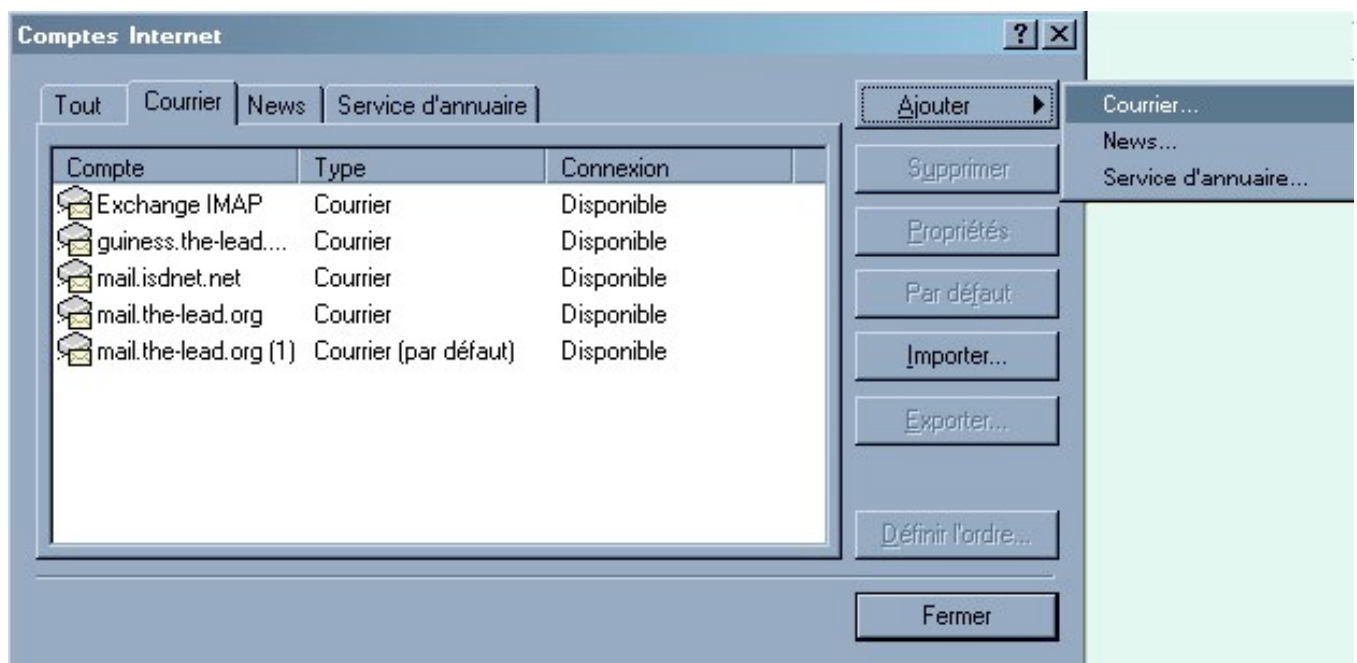 Comptes Internet
Tout Courrier News Service d'annuaire
Compte Type Connexion
Exchange IMAP Courrier Disponible
guiness.the-lead.... Courrier Disponible
mail.isdnet.net Courrier Disponible
mail.the-lead.org Courrier Disponible
mail.the-lead.org (1) Courrier (par défaut) Disponible
Ajouter
Supprimer
Propriétés
Par défaut
Importer...
Exporter...
Définir l'ordre...
Fermer
Courrier...
News...
Service d'annuaire...